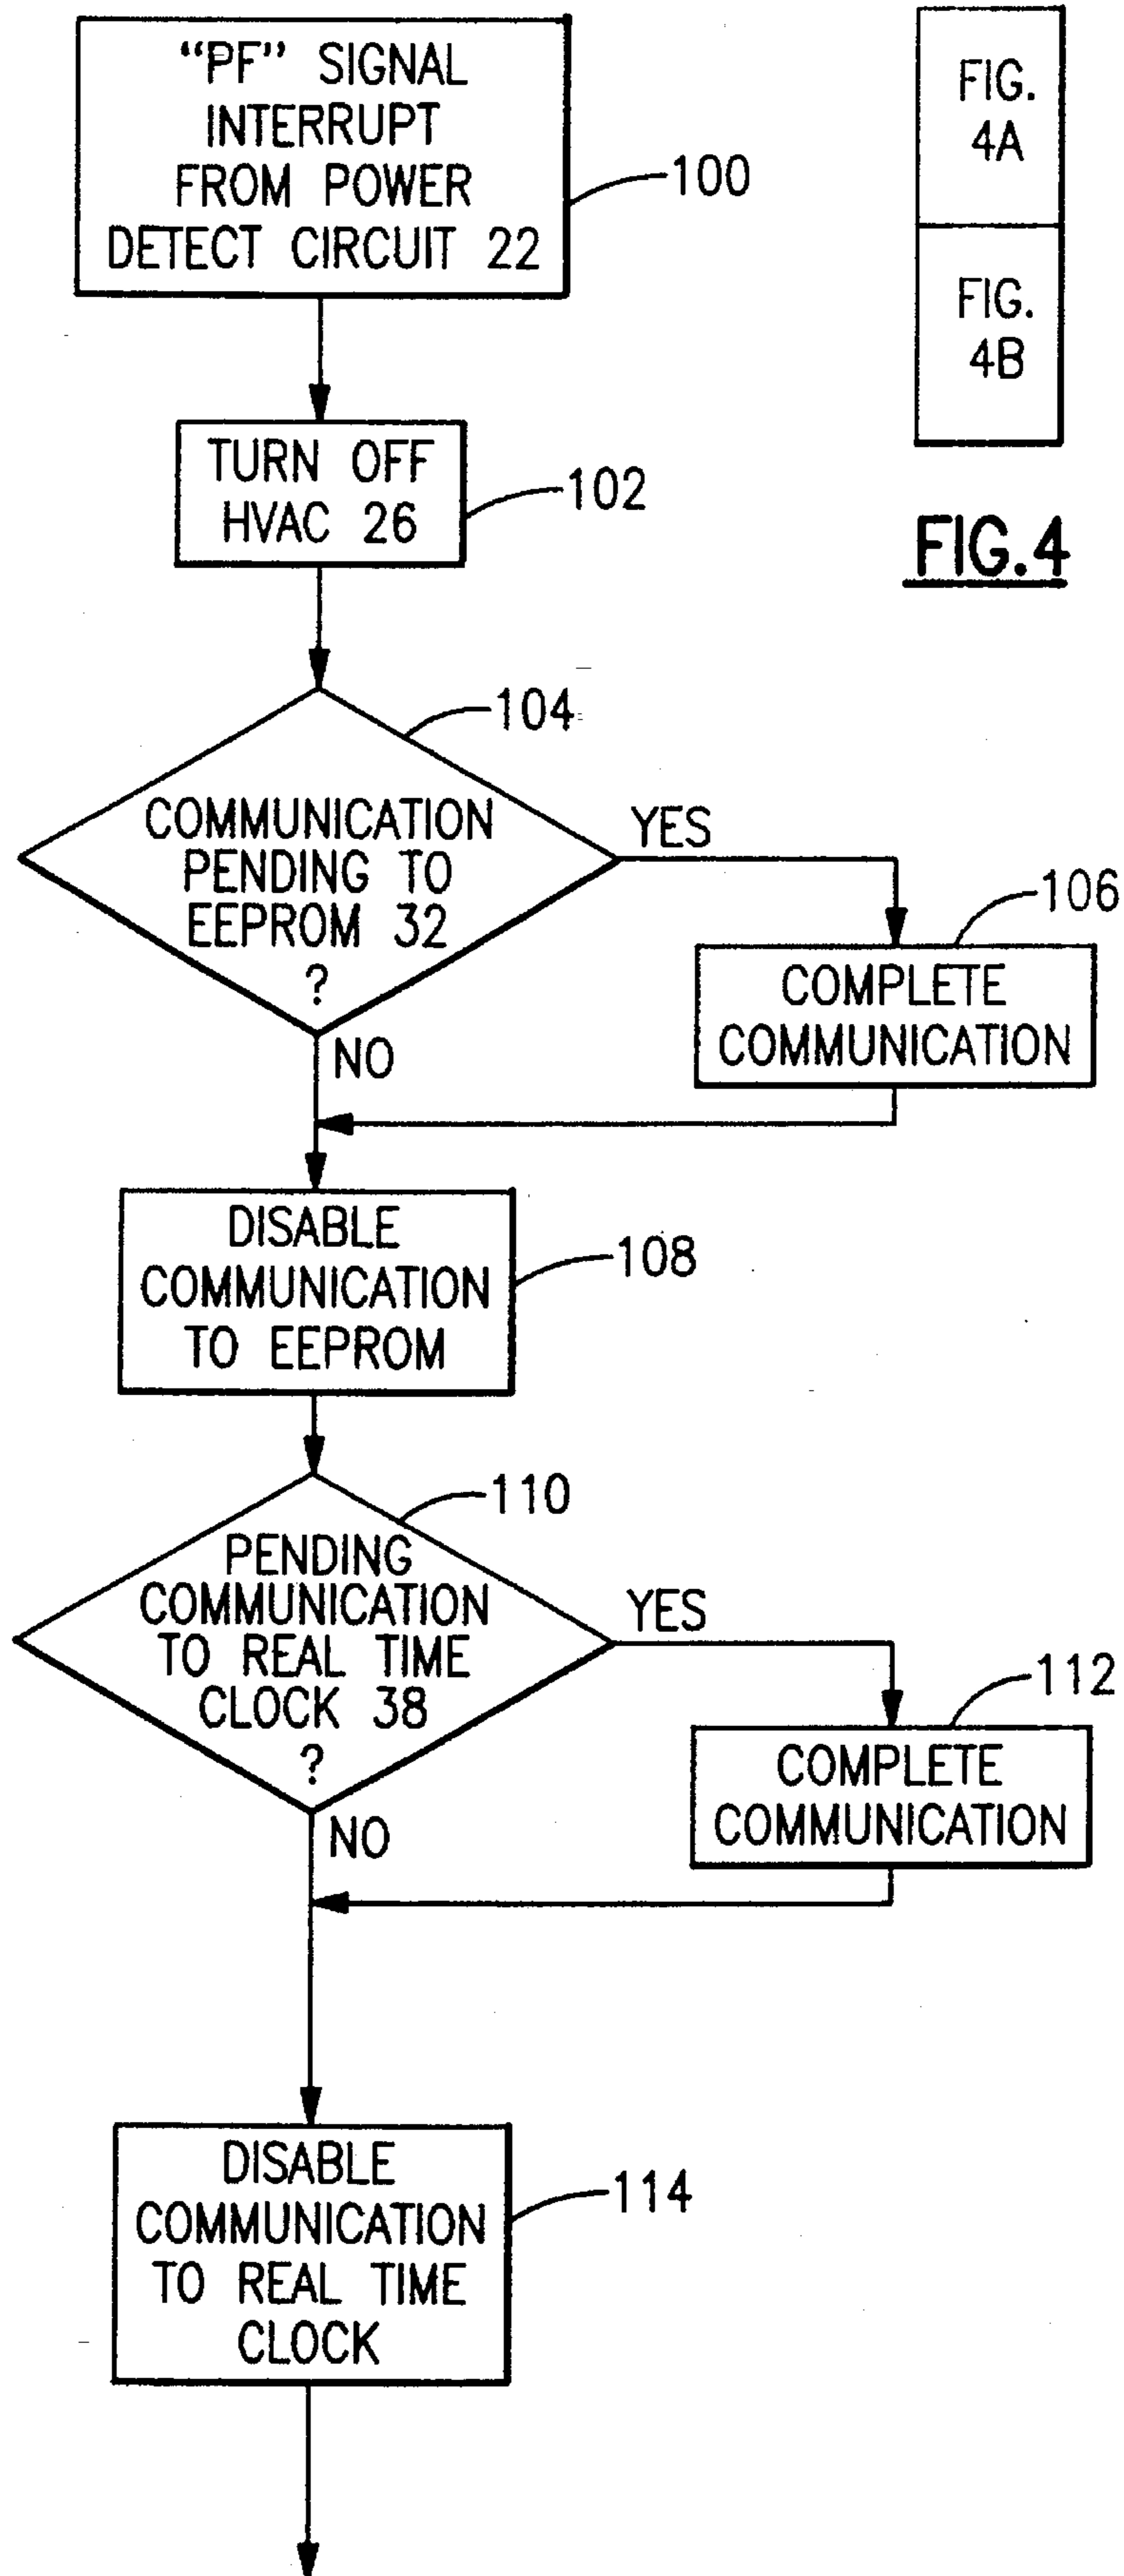 “PF” SIGNAL
INTERRUPT
FROM POWER
DETECT CIRCUIT 22
100
FIG.
4A
FIG.
4B
FIG.4
TURN OFF
HVAC 26
102
104
COMMUNICATION
PENDING TO
EEPROM 32
?
YES
NO
106
COMPLETE
COMMUNICATION
DISABLE
COMMUNICATION
TO EEPROM
108
110
PENDING
COMMUNICATION
TO REAL TIME
CLOCK 38
?
YES
NO
112
COMPLETE
COMMUNICATION
DISABLE
COMMUNICATION
TO REAL TIME
CLOCK
114